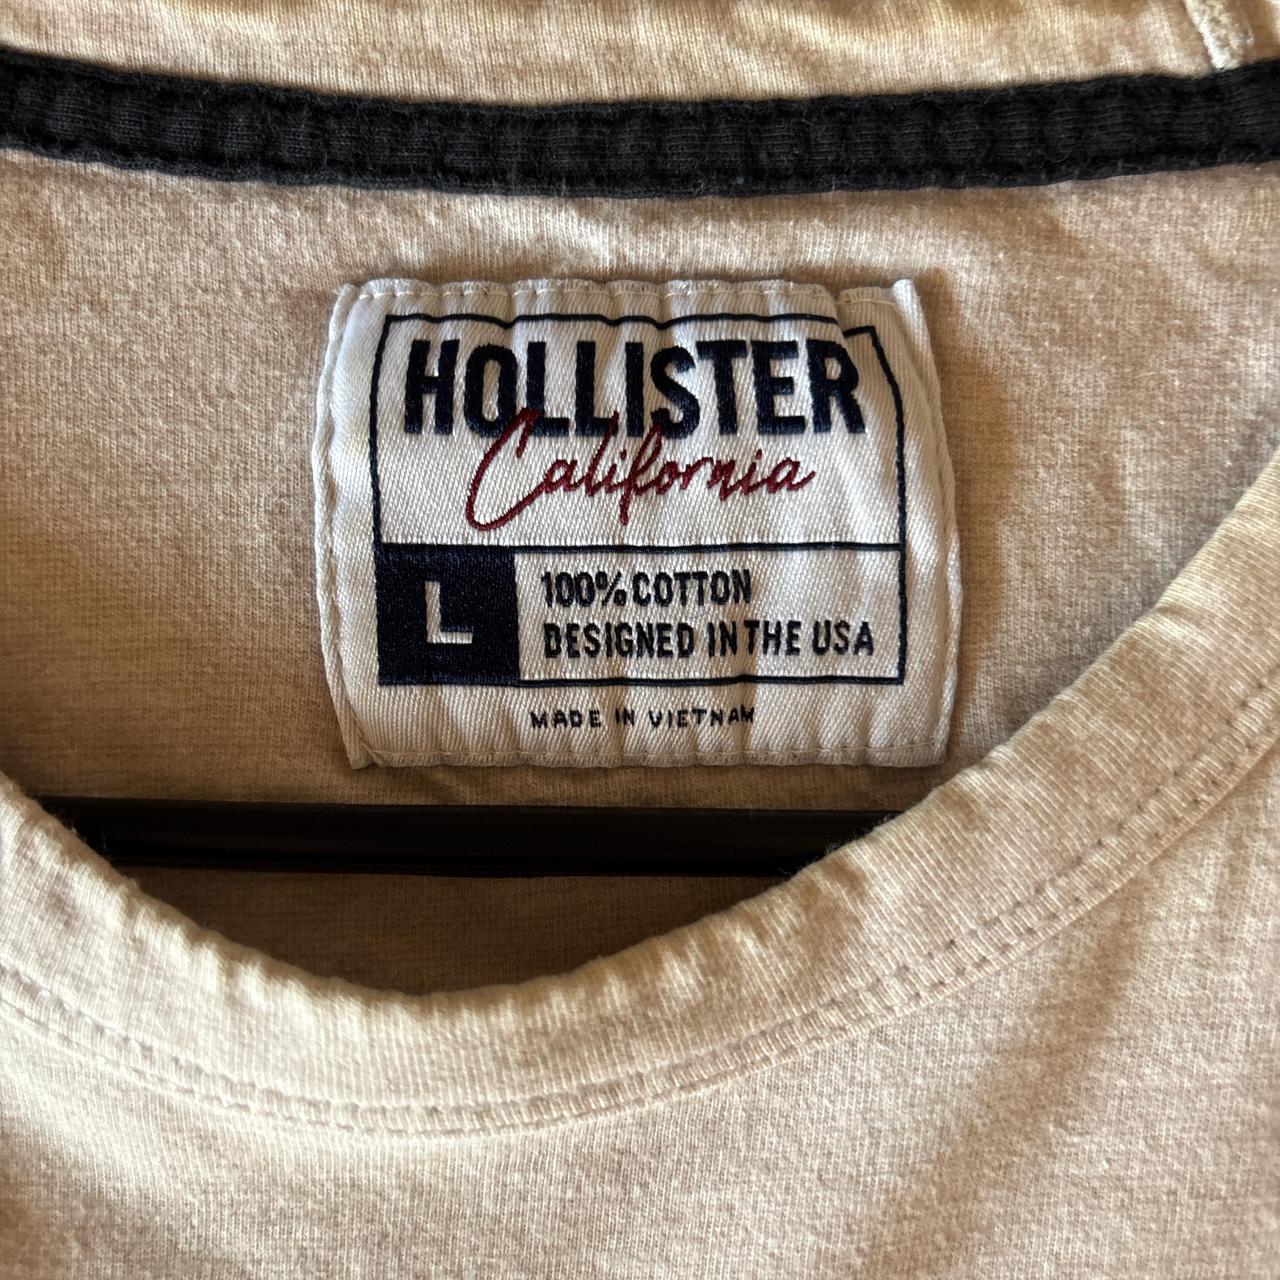 HOLLISTER
California
L
100% COTTON
DESIGNED IN THE USA
MADE IN VIETNAM